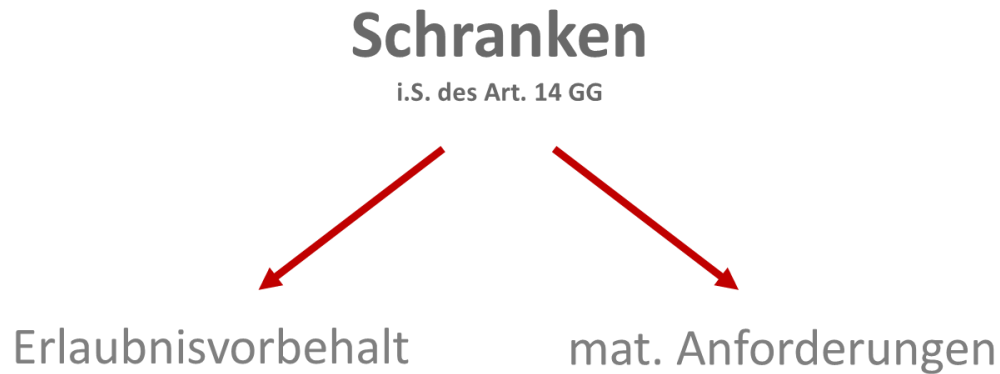 Schranken
i.S. des Art. 14 GG
Erlaubnisvorbehalt
mat. Anforderungen